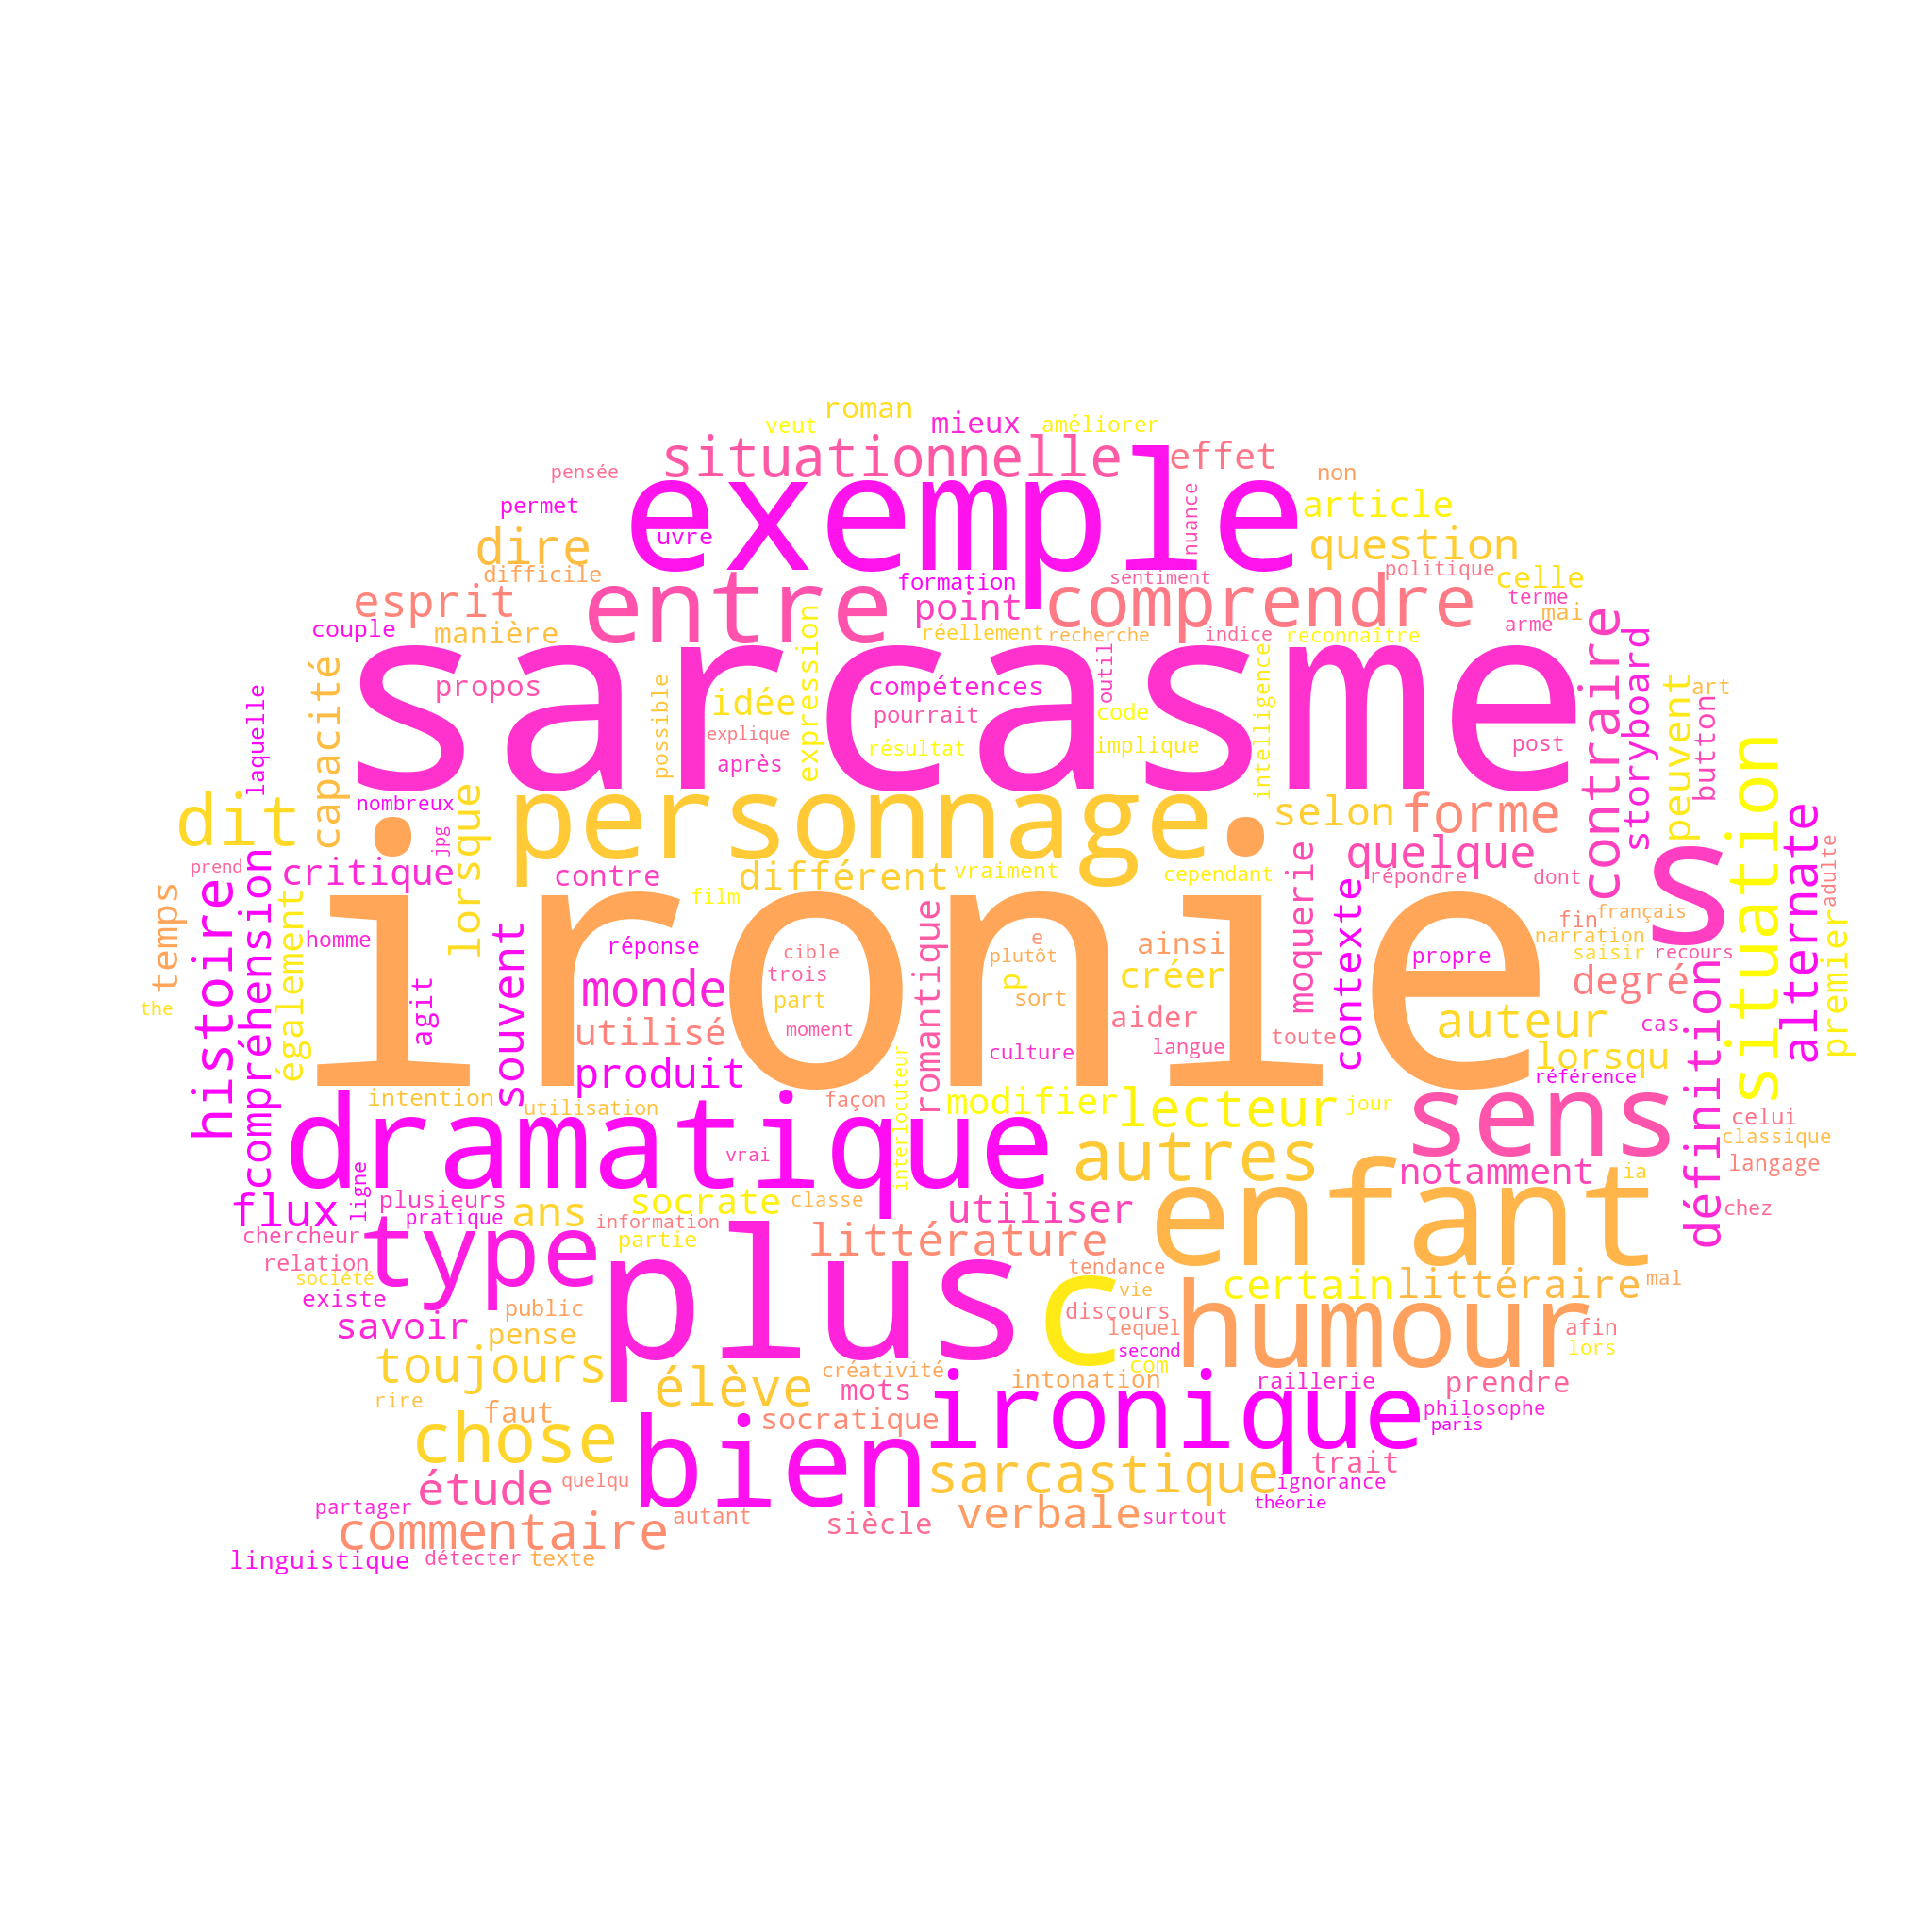 roman
veut
mieux
améliorer
situationnelle
effet
pensée
non
exemple
permet
nuance
article
uvre
dire
question
difficile
formation
sentiment
politique
celle
esprit
entre
point
comprendre
terme
mai
arme
couple
manière
réellement
recherche
indice
reconnaître
sarcasme
expression
contraire
storyboard
capacité
propos
possible
idée
compétences
outil
intelligence
peuvent
art
button
laquelle
pourrait
code
explique
résultat
implique
post
après
situation
dit
nombreux
lorsque
personnage
selon
forme
alternate
jpg
critique
contre
différent
vraiment
cependant
quelque
répondre
dont
s
adulte
prend
histoire
compréhension
également
temps
film
moquerie
contexte
fin
français
premier
ironie
homme
souvent
réponse
romantique
cible
e
ainsi
propre
narration
plutôt
saisir
recours
trois
monde
p
créer
degré
définition
agit
the
part
sort
utilisé
moment
aider
toute
auteur
cas
culture
langue
produit
interlocuteur
lorsqu
référence
intention
utilisation
façon
modifier
lecteur
jour
sens
celui
classique
dramatique
vrai
autres
langage
notamment
ia
ligne
enfant
plusieurs
socrate
classe
utiliser
chez
flux
pratique
ans
information
chercheur
type
partie
littérature
relation
plus
c
tendance
certain
littéraire
mal
société
vie
existe
public
discours
humour
savoir
pense
lequel
afin
second
lors
toujours
com
créativité
intonation
raillerie
prendre
élève
mots
rire
faut
socratique
ironique
philosophe
paris
chose
bien
trait
étude
quelqu
sarcastique
ignorance
partager
théorie
autant
siècle
verbale
surtout
commentaire
linguistique
détecter
texte